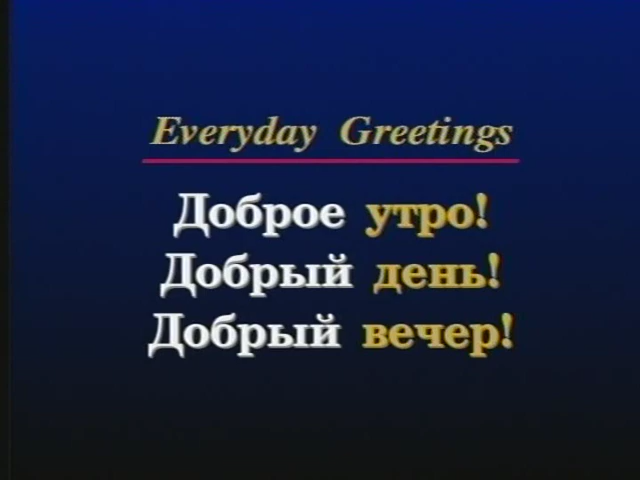 Everyday Greetings
Доброе утро!
Добрый день!
Добрый вечер!